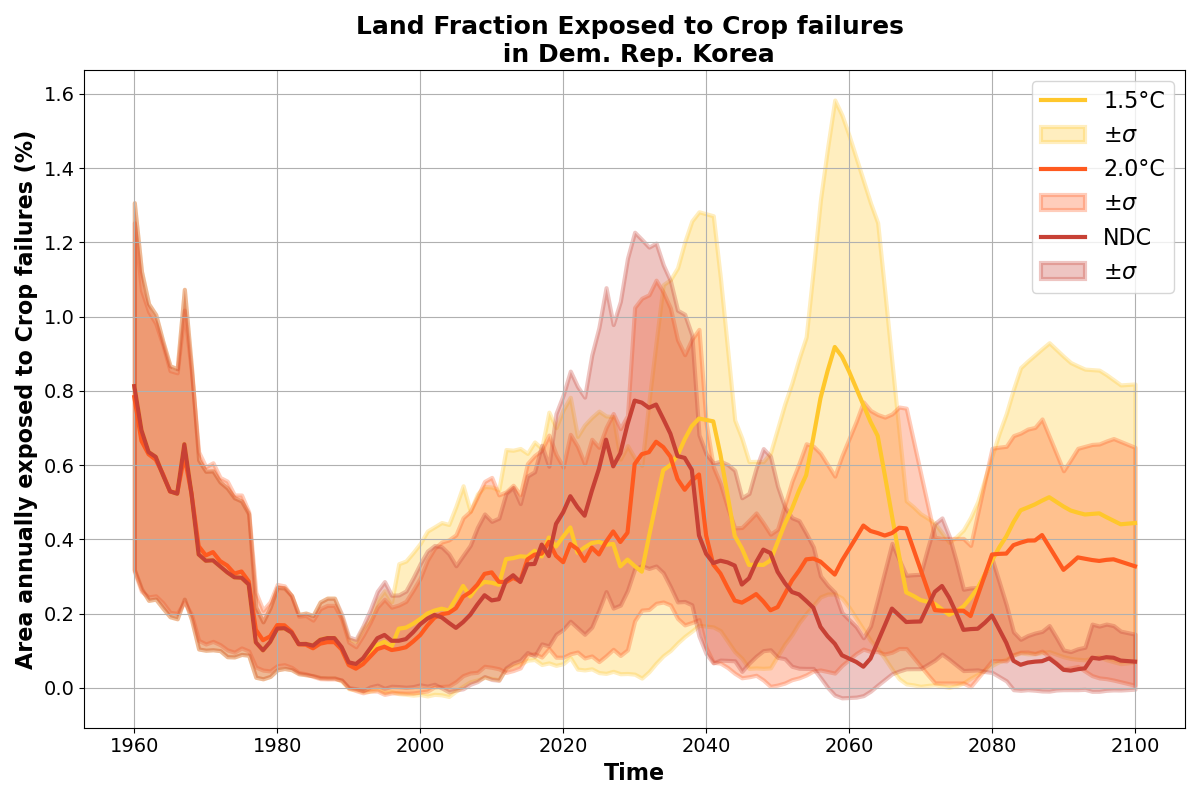 Land Fraction Exposed to Crop failures
in Dem. Rep. Korea
Area annually exposed to Crop failures (%)
1.6
1.4
1.2
1.0
0.8
0.6
0.4
0.2
0.0
1.5°C
±σ
2.0°C
±σ
NDC
±σ
1960
1980
2000
2020
2040
2060
2080
2100
Time